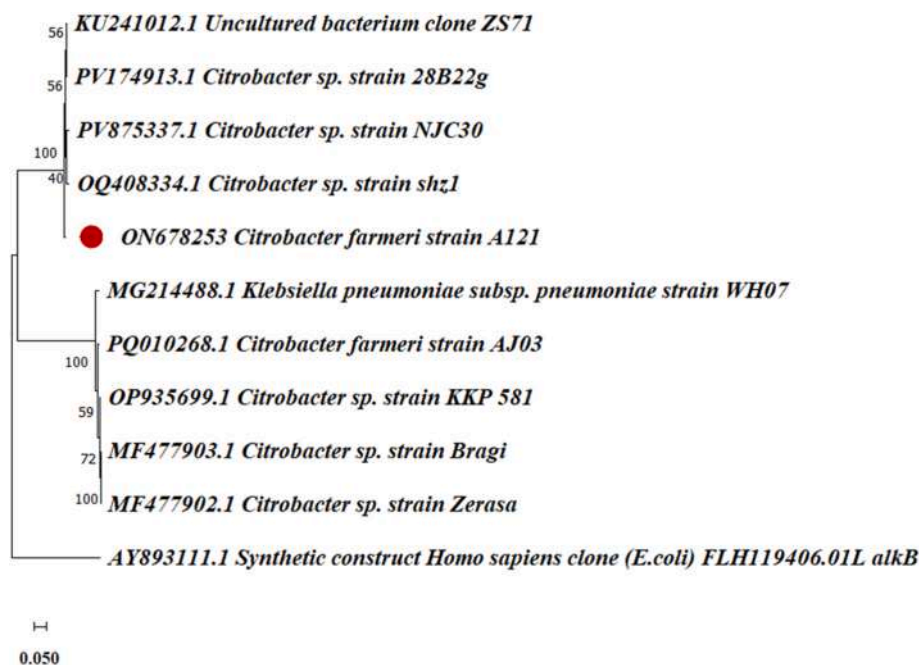 56
KU241012.1 Uncultured bacterium clone ZS71
56
PV174913.1 Citrobacter sp. strain 28B22g
PV875337.1 Citrobacter sp. strain NJC30
100
40
OQ408334.1 Citrobacter sp. strain shz1
ON678253 Citrobacter farmeri strain A121
MG214488.1 Klebsiella pneumoniae subsp. pneumoniae strain WH07
PQ010268.1 Citrobacter farmeri strain AJ03
100
OP935699.1 Citrobacter sp. strain KKP 581
59
MF477903.1 Citrobacter sp. strain Bragi
72
MF477902.1 Citrobacter sp. strain Zerasa
100
AY893111.1 Synthetic construct Homo sapiens clone (E.coli) FLH119406.01L alkB
0.050